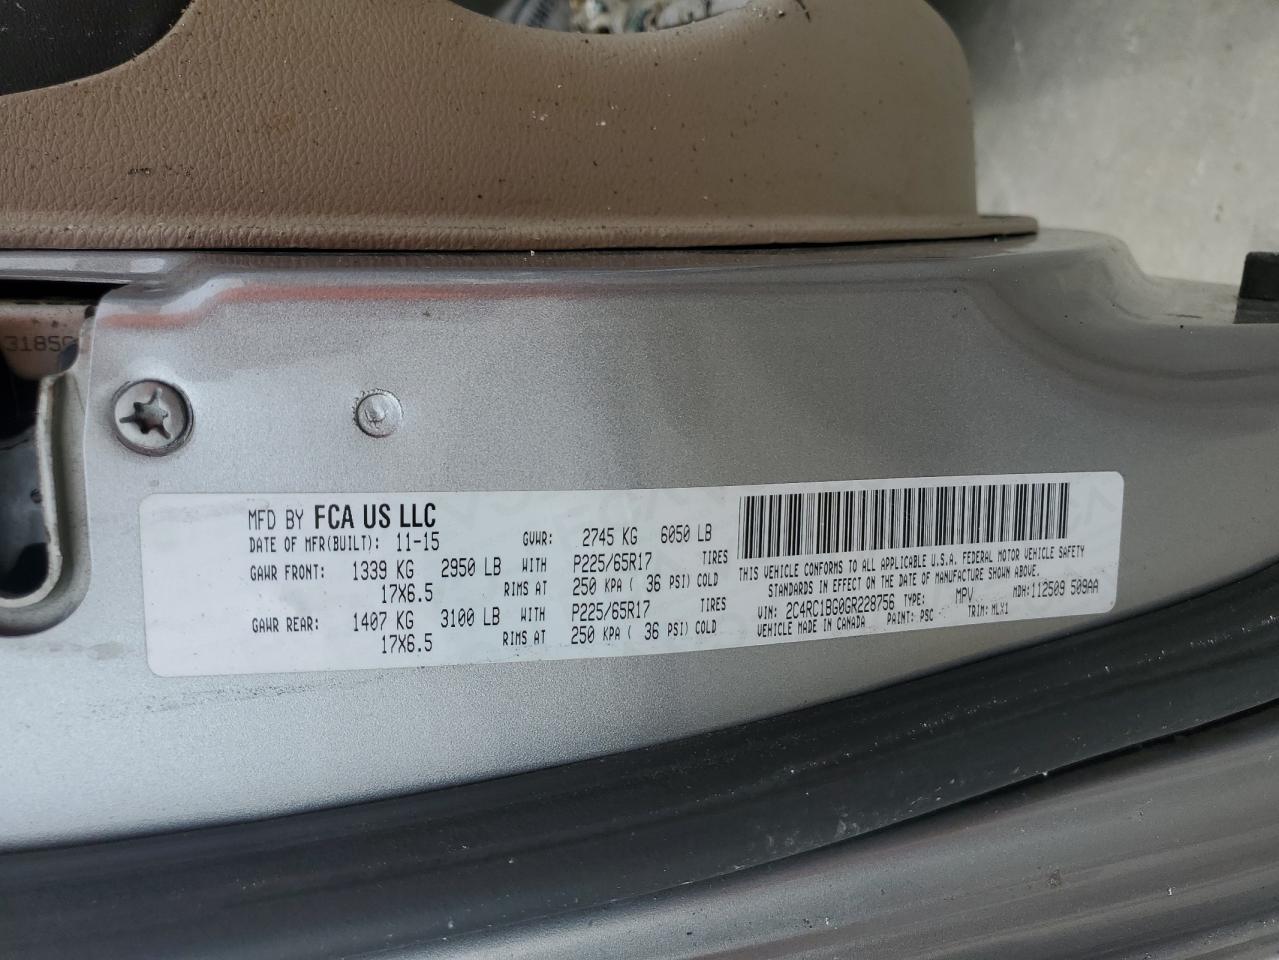 3185
MFD BY FCA US LLC
DATE OF MFR(BUILT): 11-15 GVWR: 2745 KG 6050 LB
GAWR FRONT: 1339 KG 2950 LB WITH P225/65R17 TIRES
17X6.5 RIMS AT 250 KPA ( 36 PSI) COLD
GAWR REAR: 1407 KG 3100 LB WITH P225/65R17 TIRES
17X6.5 RIMS AT 250 KPA ( 36 PSI) COLD
THIS VEHICLE CONFORMS TO ALL APPLICABLE U.S.A. FEDERAL MOTOR VEHICLE SAFETY
STANDARDS IN EFFECT ON THE DATE OF MANUFACTURE SHOWN ABOVE.
VIN: 2C4RC1BG0GR228756 TYPE: MPV MDH:112509 509AA
VEHICLE MADE IN CANADA PAINT: PSC TRIM: MLX1